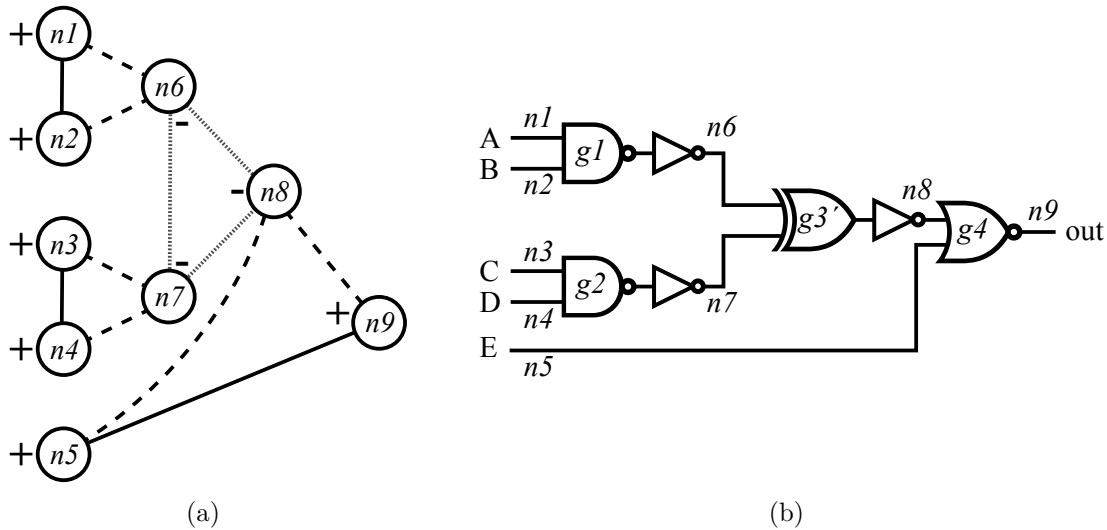 + n1
n6
-
+ n2
- n8
+ n3
-
n7
+ n9
+ n4
+ n5
(a)
A n1
B n2
g1
n6
g3´
n8
g4
n9
out
C n3
D n4
g2
n7
E n5
(b)